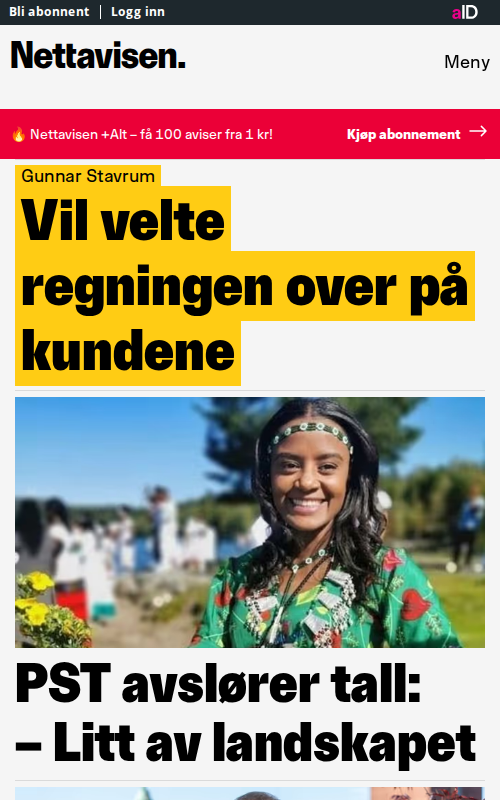 Bli abonnent
Logg inn
aID
Nettavisen.
Meny
🔥 Nettavisen +Alt – få 100 aviser fra 1 kr!
Kjøp abonnement →
Gunnar Stavrum
Vil velte
regningen over på
kundene
PST avslører tall:
– Litt av landskapet